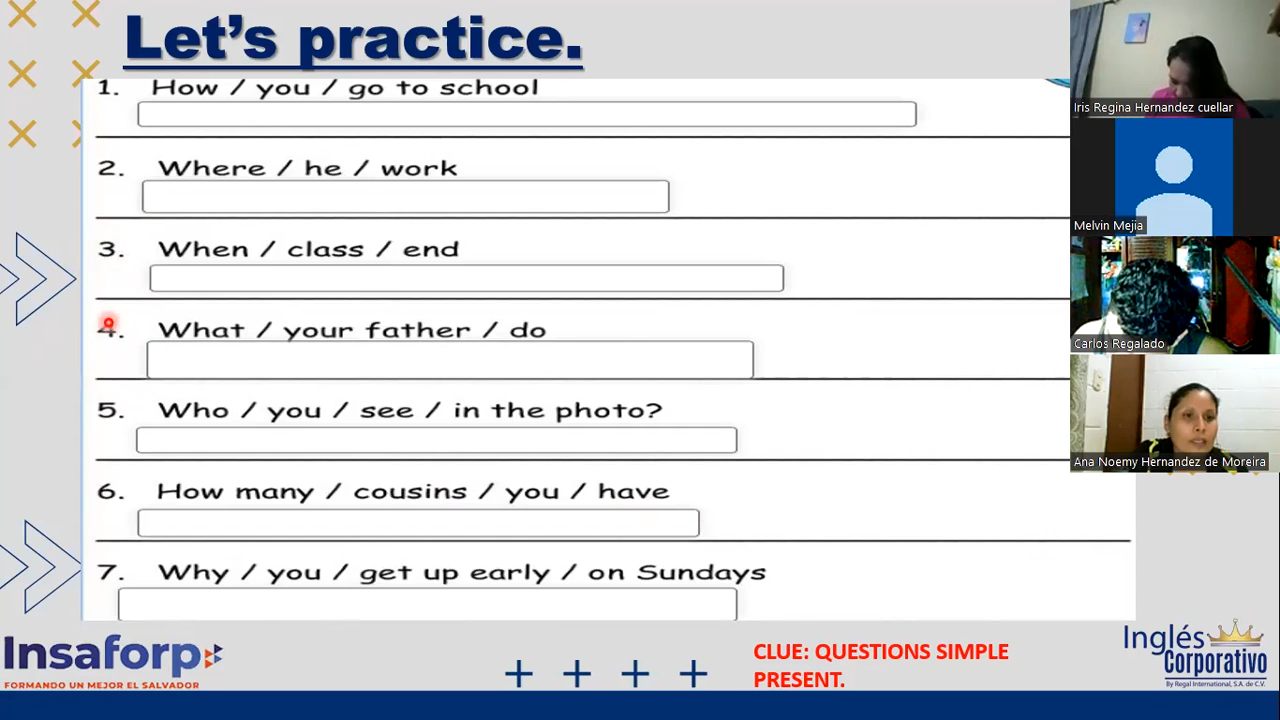 Let's practice.
1. How / you / go to school
2. Where / he / work
3. When / class / end
4. What / your father / do
5. Who / you / see / in the photo?
6. How many / cousins / you / have
7. Why / you / get up early / on Sundays
Iris Regina Hernandez cuellar
Melvin Mejia
Carlos Regalado
Ana Noemy Hernandez de Moreira
Insaforp
FORMANDO UN MEJOR EL SALVADOR
CLUE: QUESTIONS SIMPLE
PRESENT.
Inglés
Corporativo
By Regal International, S.A. de C.V.